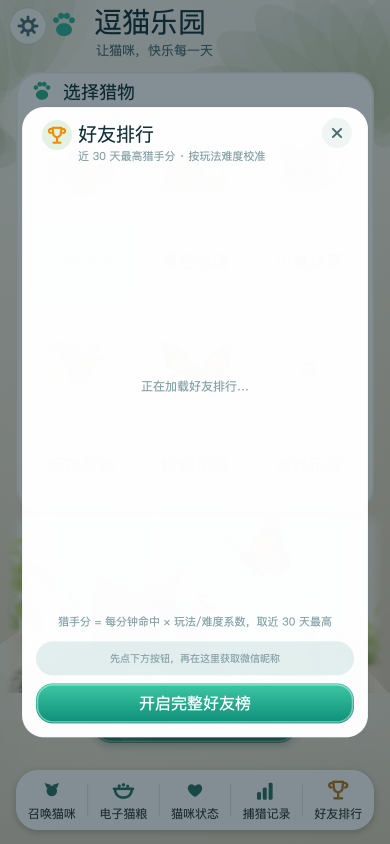 逗猫乐园
让猫咪，快乐每一天
选择猎物
好友排行
近 30 天最高猎手分 · 按玩法难度校准
正在加载好友排行…
猎手分 = 每分钟命中 × 玩法/难度系数，取近 30 天最高
先点下方按钮，再在这里获取微信昵称
开启完整好友榜
召唤猫咪
电子猫粮
猫咪状态
捕猎记录
好友排行